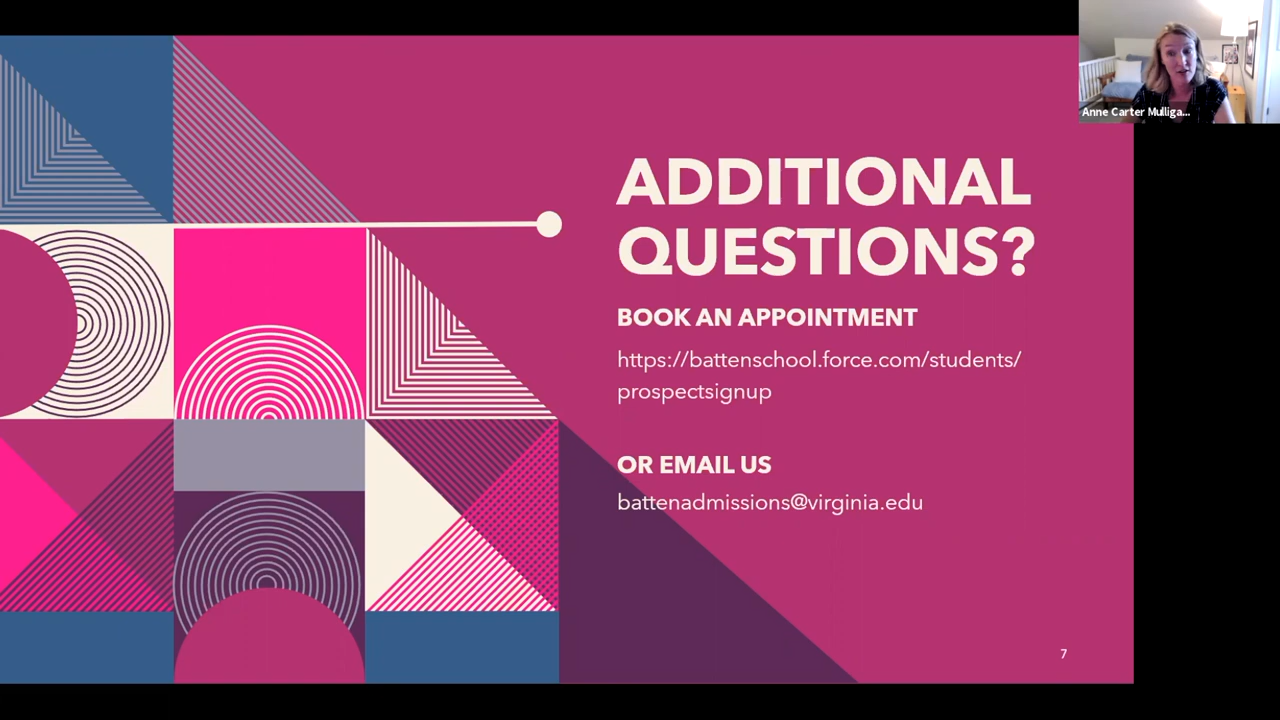 Anne Carter Mulliga...
ADDITIONAL
QUESTIONS?
BOOK AN APPOINTMENT
https://battenschool.force.com/students/
prospectsignup
OR EMAIL US
battenadmissions@virginia.edu
7